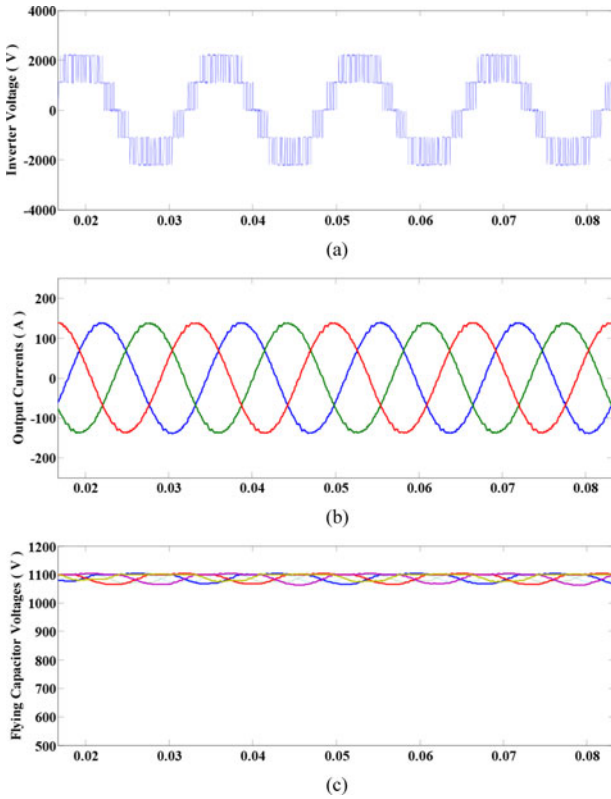 4000
2000
0
-2000
-4000
Inverter Voltage ( V )
0.02 0.03 0.04 0.05 0.06 0.07 0.08
(a)
200
100
0
-100
-200
Output Currents ( A )
0.02 0.03 0.04 0.05 0.06 0.07 0.08
(b)
1200
1100
1000
900
800
700
600
500
Flying Capacitor Voltages ( V )
0.02 0.03 0.04 0.05 0.06 0.07 0.08
(c)